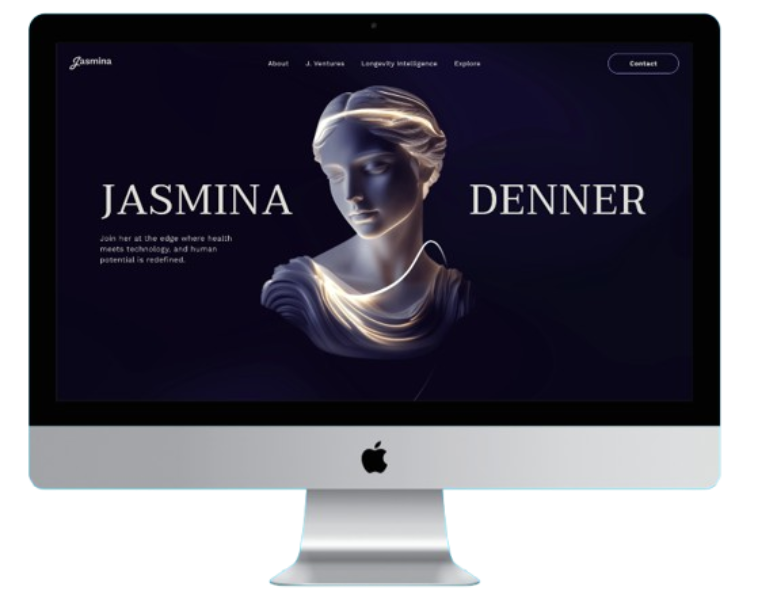 Jasmina
About
J. Ventures
Longevity Intelligence
Explore
Contact
JASMINA
DENNER
Join her at the edge where health
meets technology, and human
potential is redefined.